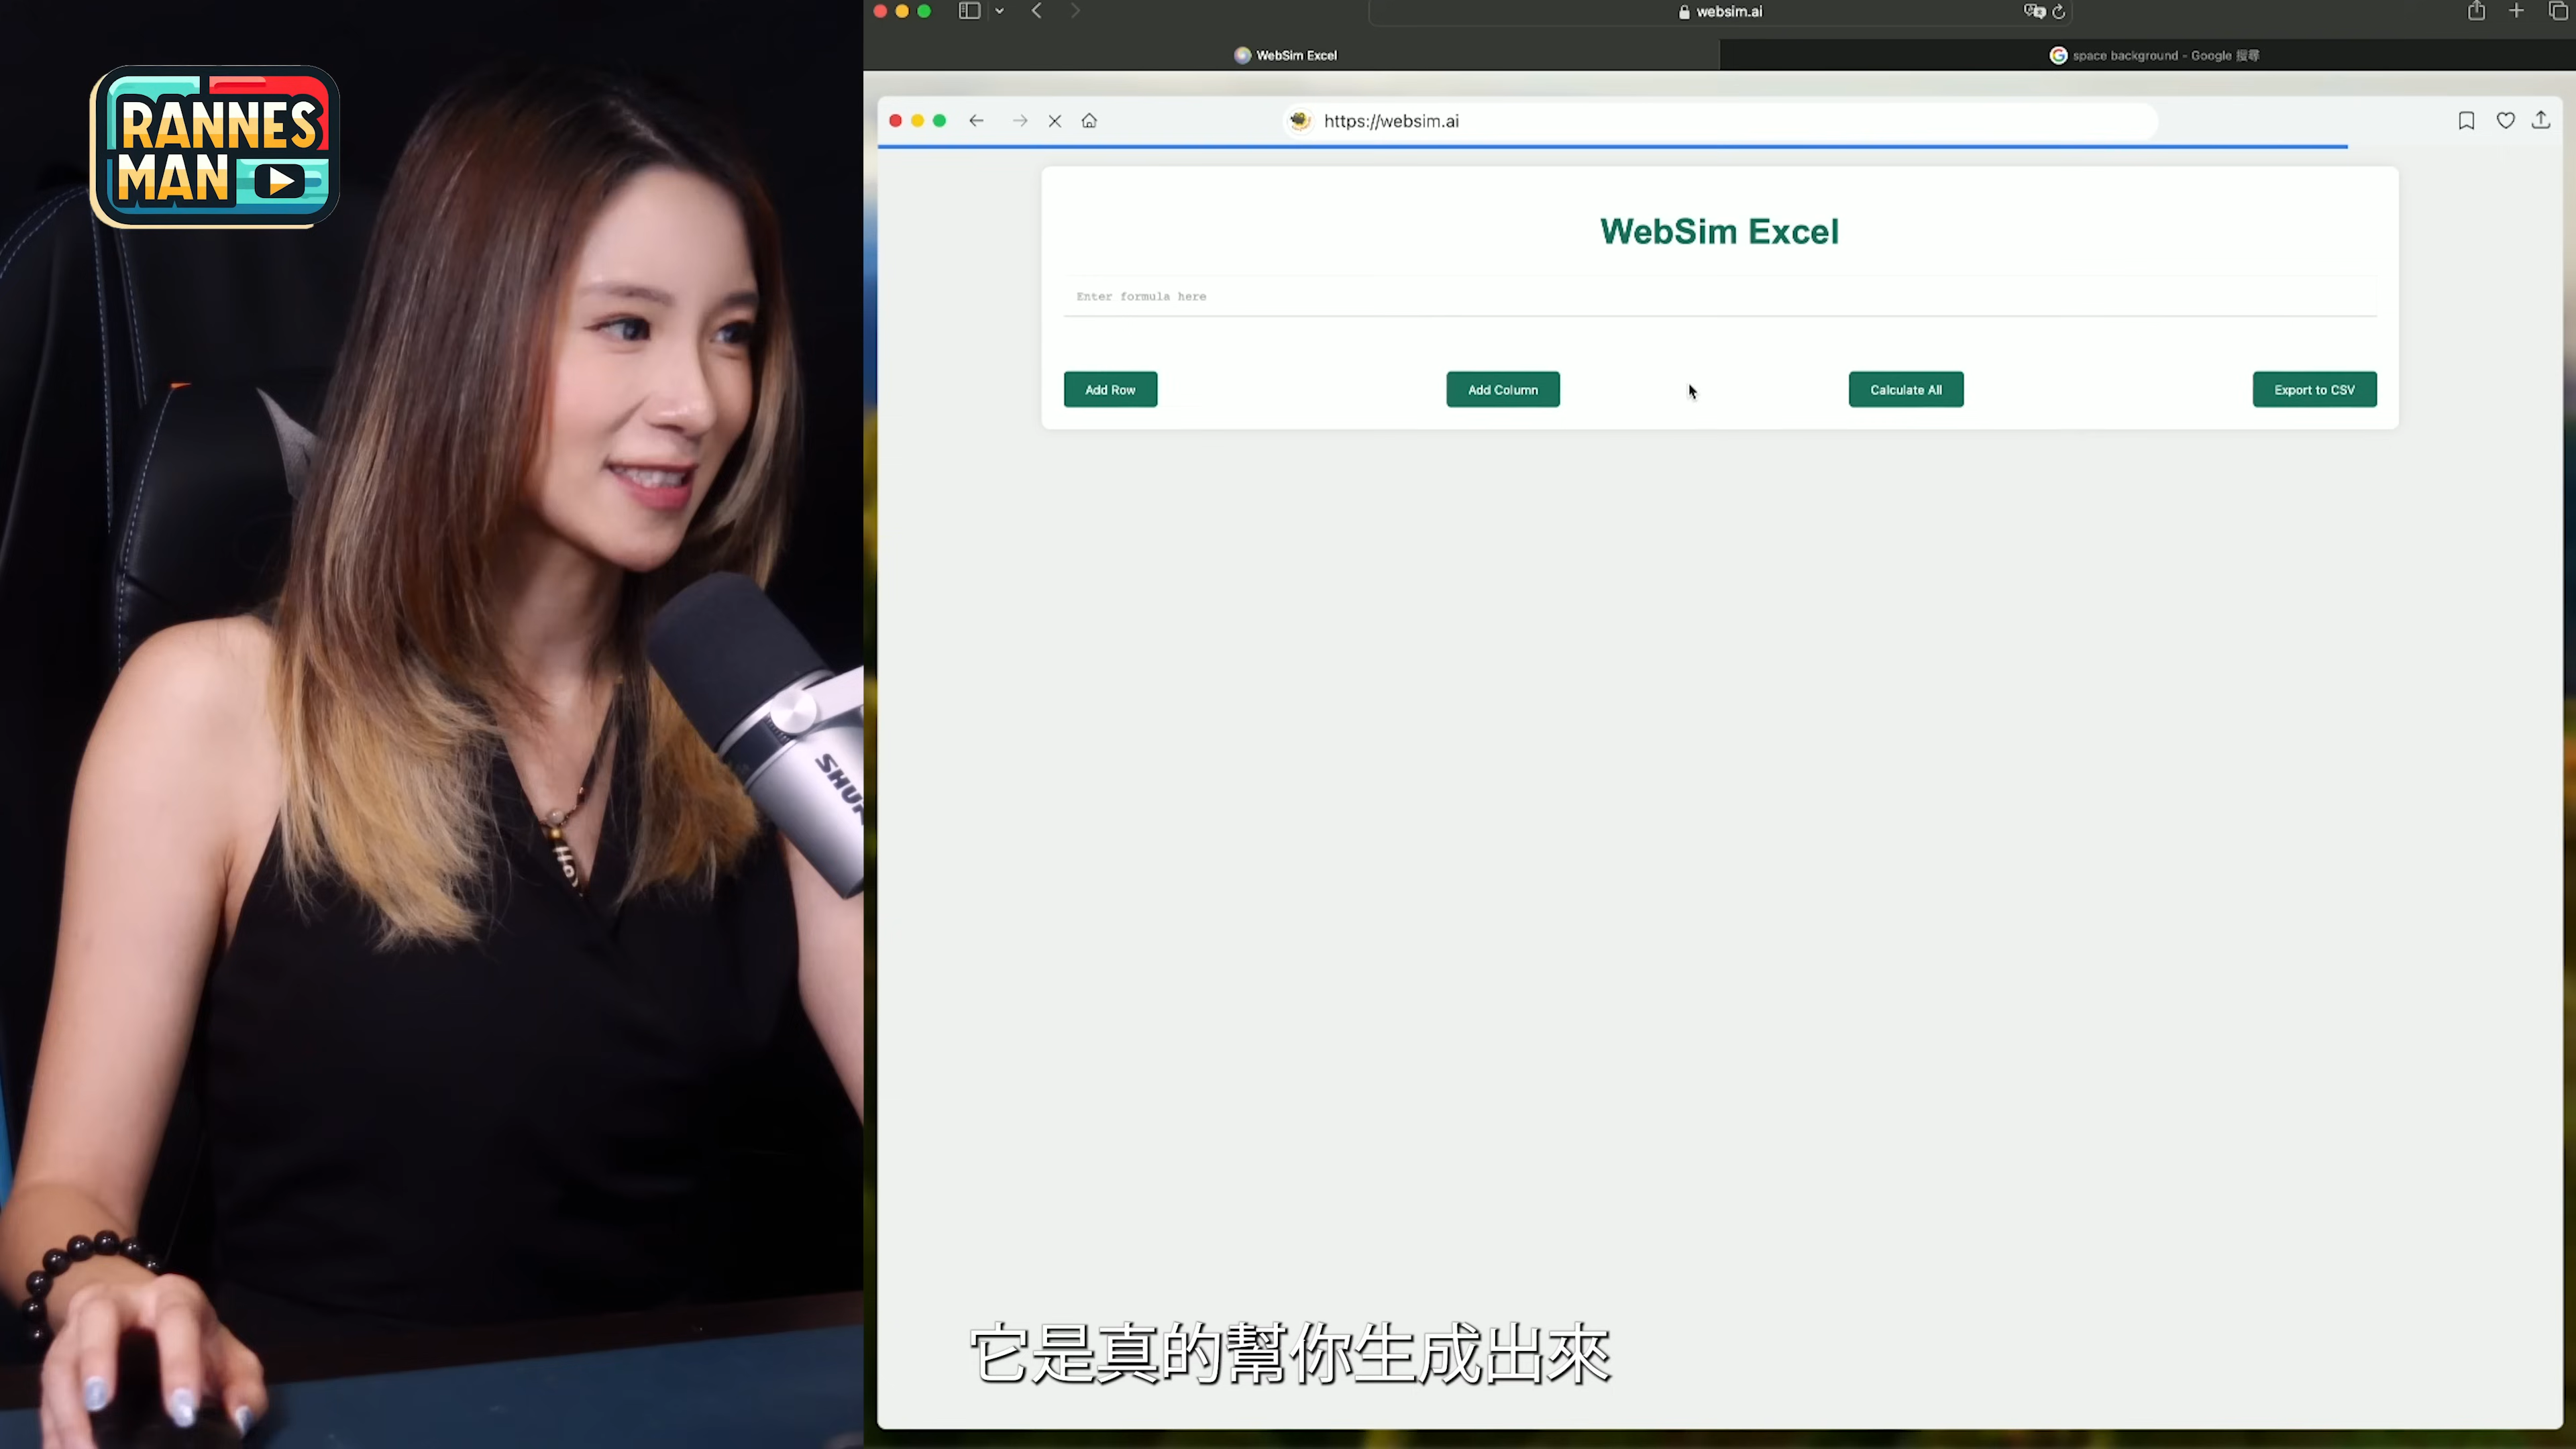 RANNES
MAN
websim.ai
WebSim Excel
space background - Google 搜尋
https://websim.ai
WebSim Excel
Enter formula here
Add Row
Add Column
Calculate All
Export to CSV
SHUR
它是真的幫你生成出來